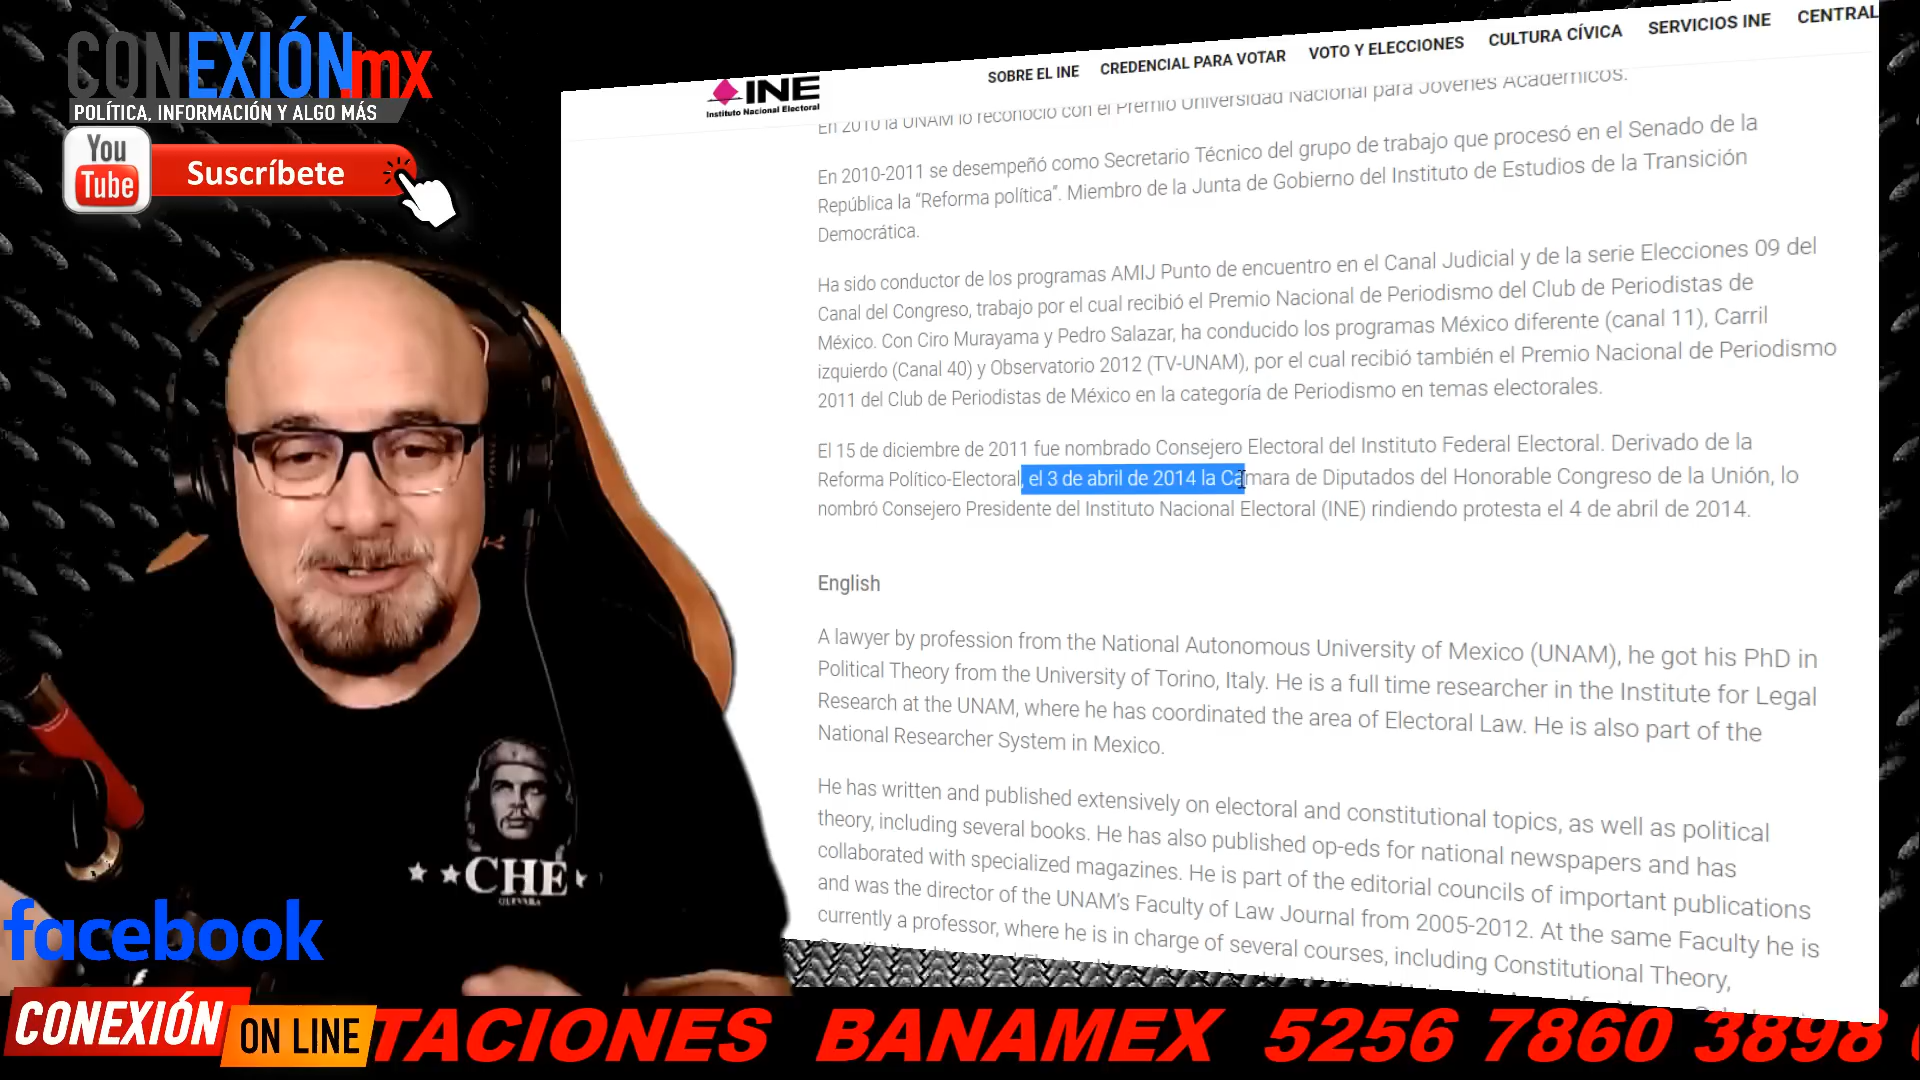 CONEXIÓN.mx
POLÍTICA, INFORMACIÓN Y ALGO MÁS
You
Tube
Suscríbete
INE
Instituto Nacional Electoral
SOBRE EL INE CREDENCIAL PARA VOTAR VOTO Y ELECCIONES CULTURA CÍVICA SERVICIOS INE CENTRAL
En 2010 la UNAM lo reconoció con el Premio Universidad Nacional para Jóvenes Académicos.
En 2010-2011 se desempeñó como Secretario Técnico del grupo de trabajo que procesó en el Senado de la
República la “Reforma política”. Miembro de la Junta de Gobierno del Instituto de Estudios de la Transición
Democrática.
Ha sido conductor de los programas AMIJ Punto de encuentro en el Canal Judicial y de la serie Elecciones 09 del
Canal del Congreso, trabajo por el cual recibió el Premio Nacional de Periodismo del Club de Periodistas de
México. Con Ciro Murayama y Pedro Salazar, ha conducido los programas México diferente (canal 11), Carril
izquierdo (Canal 40) y Observatorio 2012 (TV-UNAM), por el cual recibió también el Premio Nacional de Periodismo
2011 del Club de Periodistas de México en la categoría de Periodismo en temas electorales.
El 15 de diciembre de 2011 fue nombrado Consejero Electoral del Instituto Federal Electoral. Derivado de la
Reforma Político-Electoral, el 3 de abril de 2014 la Cámara de Diputados del Honorable Congreso de la Unión, lo
nombró Consejero Presidente del Instituto Nacional Electoral (INE) rindiendo protesta el 4 de abril de 2014.
English
A lawyer by profession from the National Autonomous University of Mexico (UNAM), he got his PhD in
Political Theory from the University of Torino, Italy. He is a full time researcher in the Institute for Legal
Research at the UNAM, where he has coordinated the area of Electoral Law. He is also part of the
National Researcher System in Mexico.
He has written and published extensively on electoral and constitutional topics, as well as political
theory, including several books. He has also published op-eds for national newspapers and has
collaborated with specialized magazines. He is part of the editorial councils of important publications
and was the director of the UNAM's Faculty of Law Journal from 2005-2012. At the same Faculty he is
currently a professor, where he is in charge of several courses, including Constitutional Theory,
CHE
GUEVARA
facebook
CONEXIÓN
ON LINE
TACIONES BANAMEX 5256 7860 3898